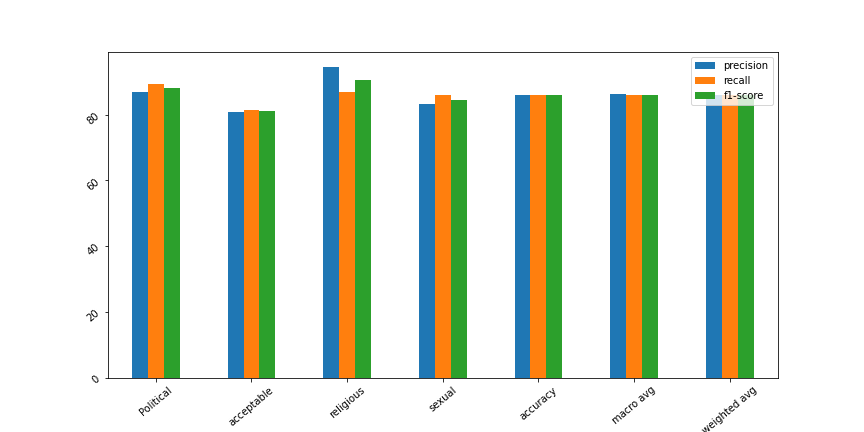 precision
recall
f1-score
80
60
40
20
0
Political
acceptable
religious
sexual
accuracy
macro avg
weighted avg